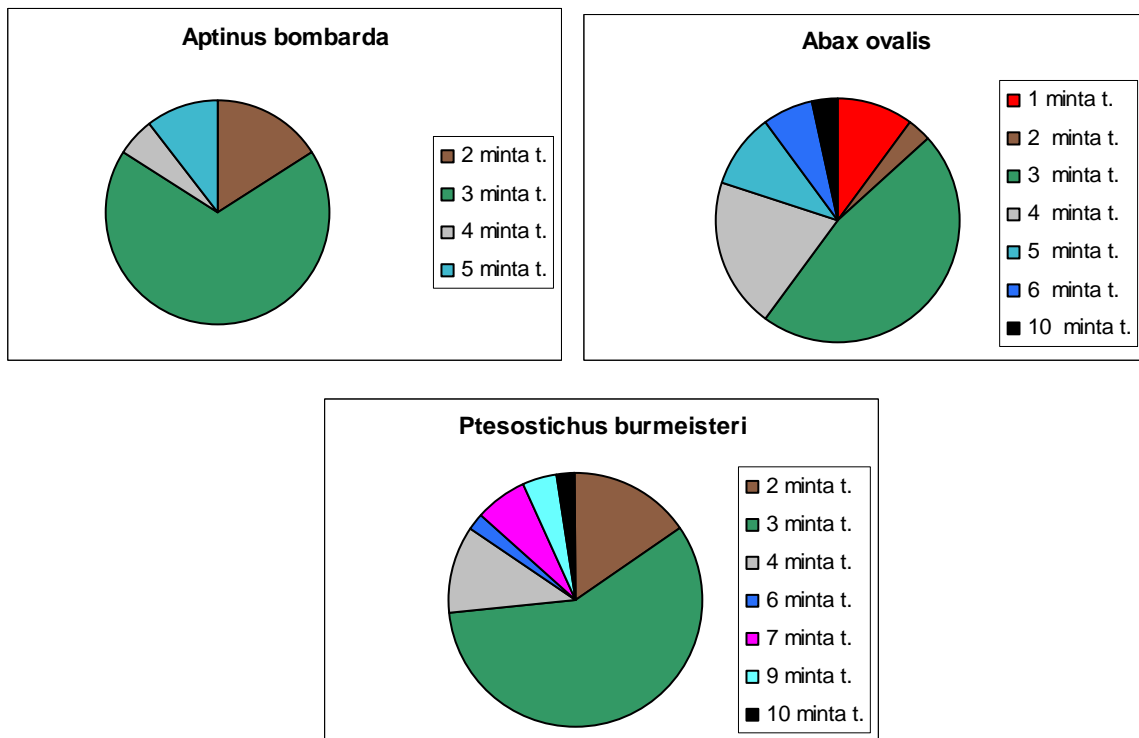 Aptinus bombarda
2 minta t.
3 minta t.
4 minta t.
5 minta t.
Abax ovalis
1 minta t.
2 minta t.
3 minta t.
4 minta t.
5 minta t.
6 minta t.
10 minta t.
Ptesostichus burmeisteri
2 minta t.
3 minta t.
4 minta t.
6 minta t.
7 minta t.
9 minta t.
10 minta t.